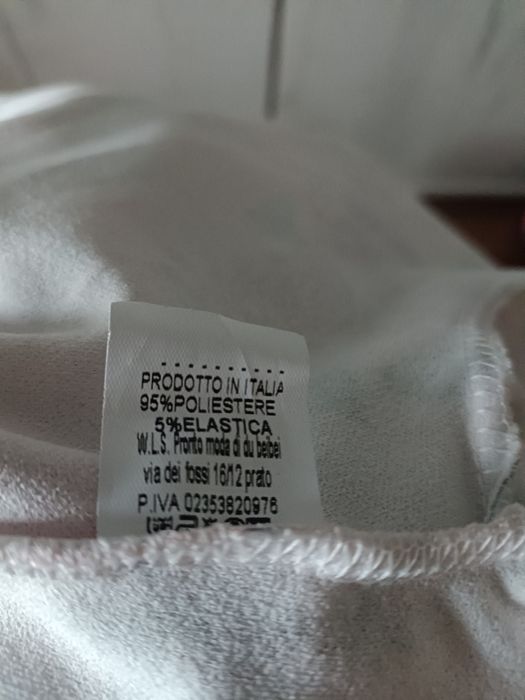 PRODOTTO IN ITALIA
95%POLIESTERE
5%ELASTICA
W.L.S. Pronto moda di du beibei
via dei fossi 16/12 prato
P.IVA 02353820976